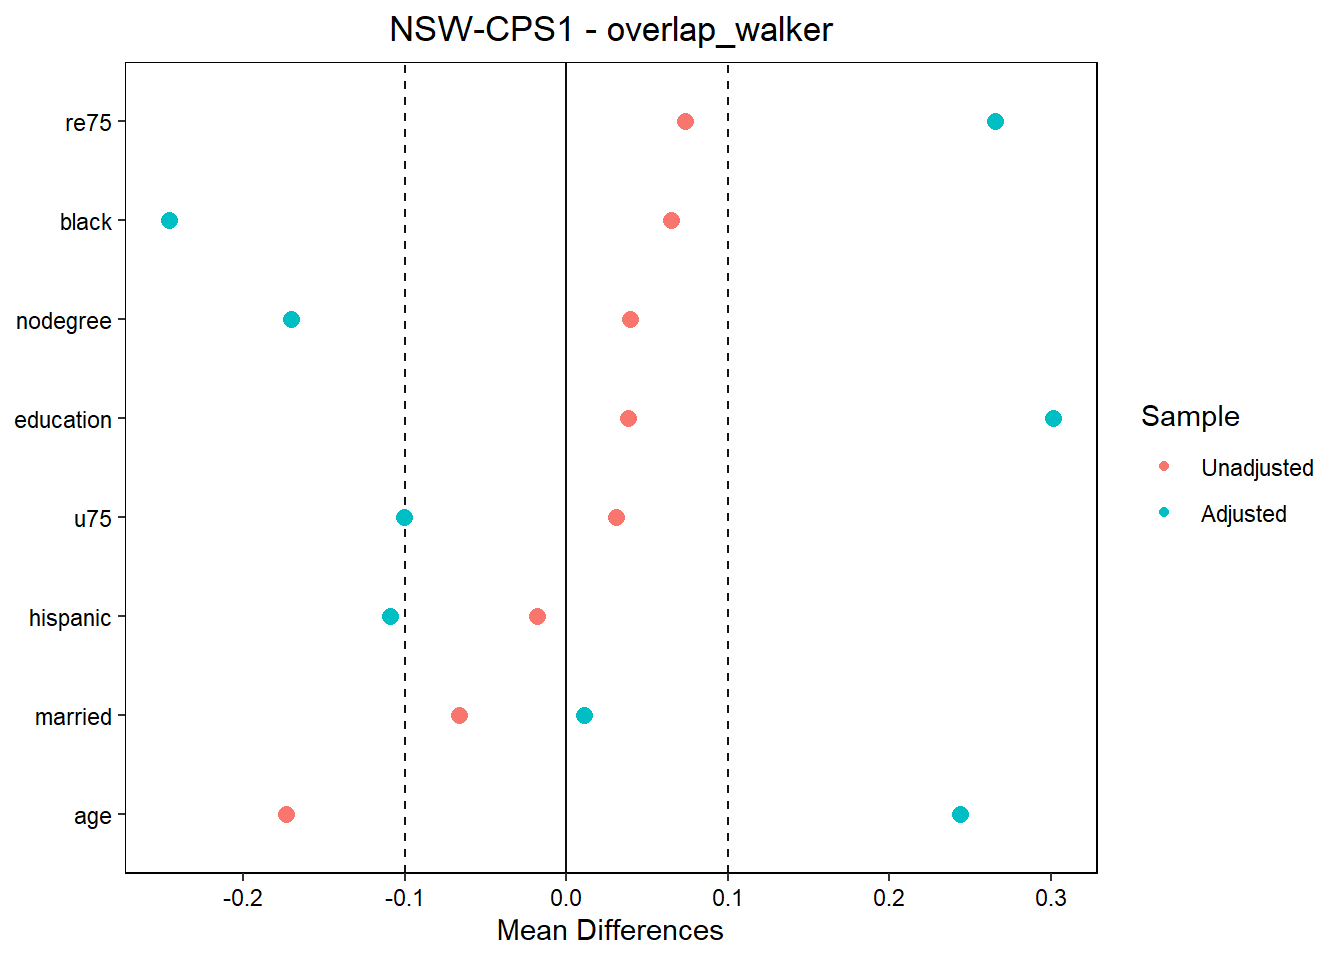 NSW-CPS1 - overlap_walker
re75
black
nodegree
education
u75
hispanic
married
age
-0.2 -0.1 0.0 0.1 0.2 0.3
Mean Differences
Sample
Unadjusted
Adjusted